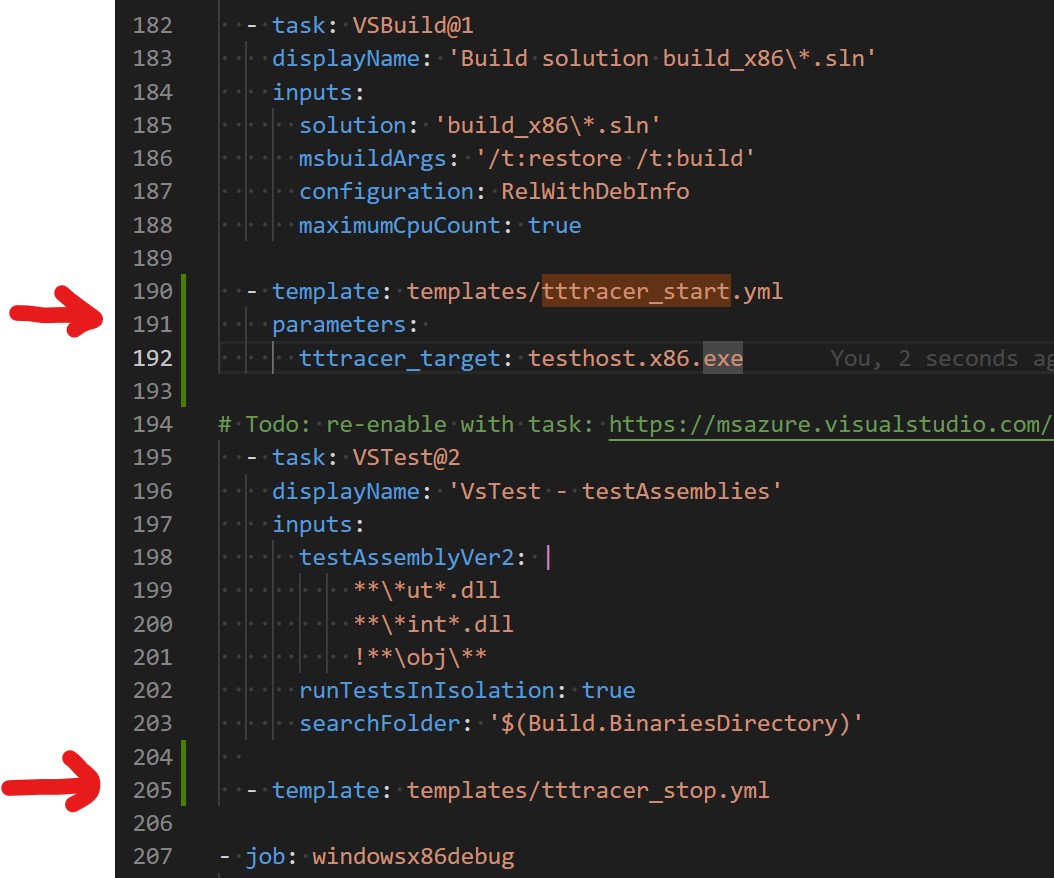 182 - task: VSBuild@1
183 displayName: 'Build solution build_x86\*.sln'
184 inputs:
185 solution: 'build_x86\*.sln'
186 msbuildArgs: '/t:restore /t:build'
187 configuration: RelWithDebInfo
188 maximumCpuCount: true
189
190 - template: templates/tttracer_start.yml
191 parameters:
192 tttracer_target: testhost.x86.exe You, 2 seconds ag
193
194 # Todo: re-enable with task: https://msazure.visualstudio.com/
195 - task: VSTest@2
196 displayName: 'VsTest - testAssemblies'
197 inputs:
198 testAssemblyVer2: |
199 **\*ut*.dll
200 **\*int*.dll
201 !**\obj\**
202 runTestsInIsolation: true
203 searchFolder: '$(Build.BinariesDirectory)'
204
205 - template: templates/tttracer_stop.yml
206
207 - job: windowsx86debug